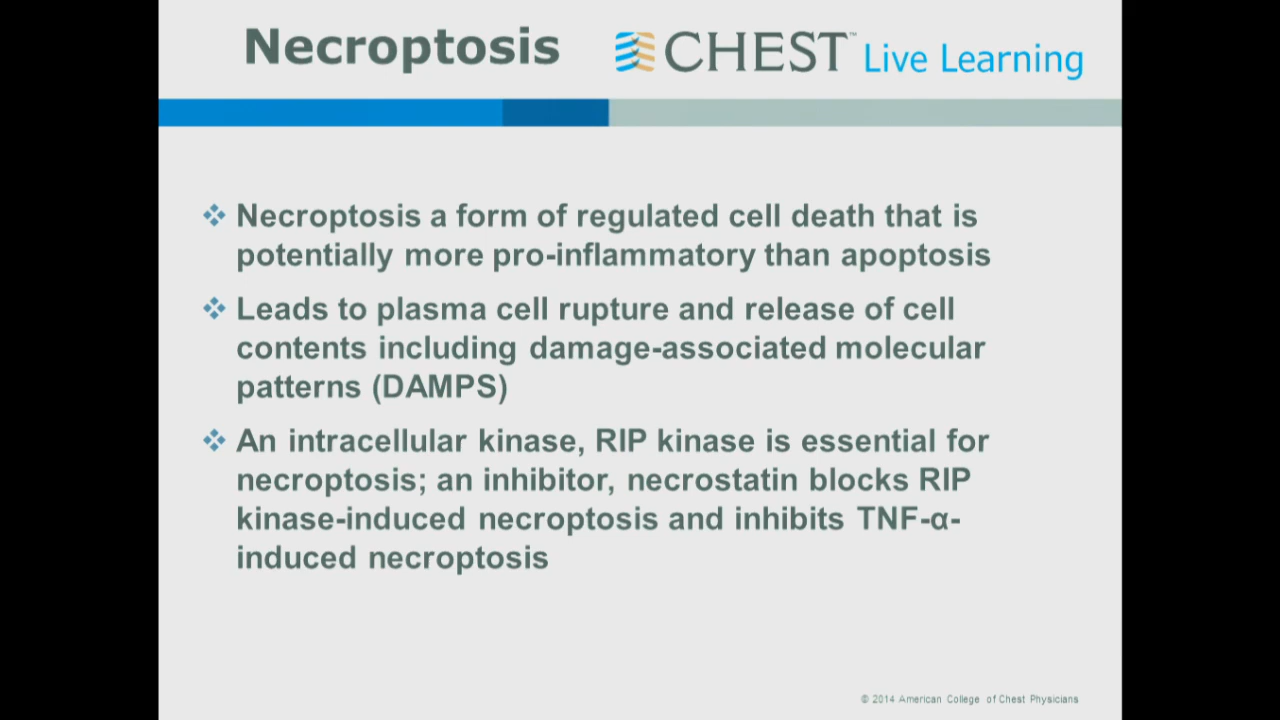 Necroptosis
CHEST™ Live Learning
Necroptosis a form of regulated cell death that is
potentially more pro-inflammatory than apoptosis
Leads to plasma cell rupture and release of cell
contents including damage-associated molecular
patterns (DAMPS)
An intracellular kinase, RIP kinase is essential for
necroptosis; an inhibitor, necrostatin blocks RIP
kinase-induced necroptosis and inhibits TNF-α-
induced necroptosis
© 2014 American College of Chest Physicians